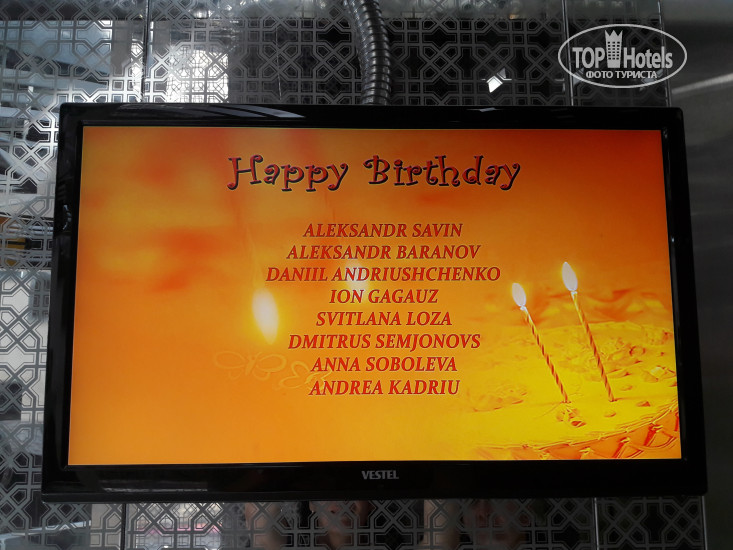 TOP Hotels
ФОТО ТУРИСТА
Happy Birthday
ALEKSANDR SAVIN
ALEKSANDR BARANOV
DANIIL ANDRIUSHCHENKO
ION GAGAUZ
SVITLANA LOZA
DMITRUS SEMJONOVS
ANNA SOBOLEVA
ANDREA KADRIU
VESTEL